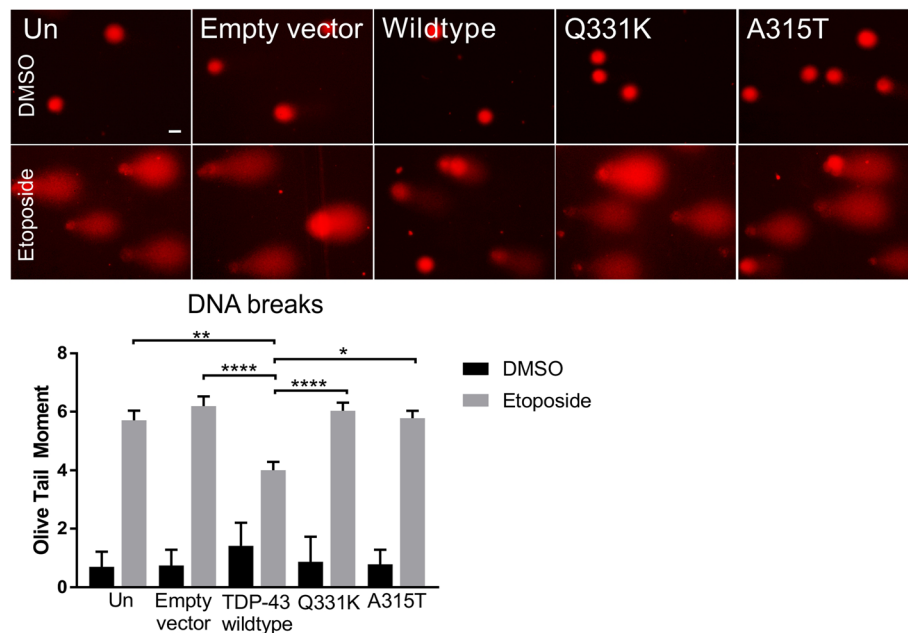 Un Empty vector Wildtype Q331K A315T
DMSO
Etoposide
DNA breaks
** 
* 
**** ****
DMSO
Etoposide
8
6
4
2
0
Olive Tail Moment
Un Empty TDP-43 Q331K A315T
vector wildtype